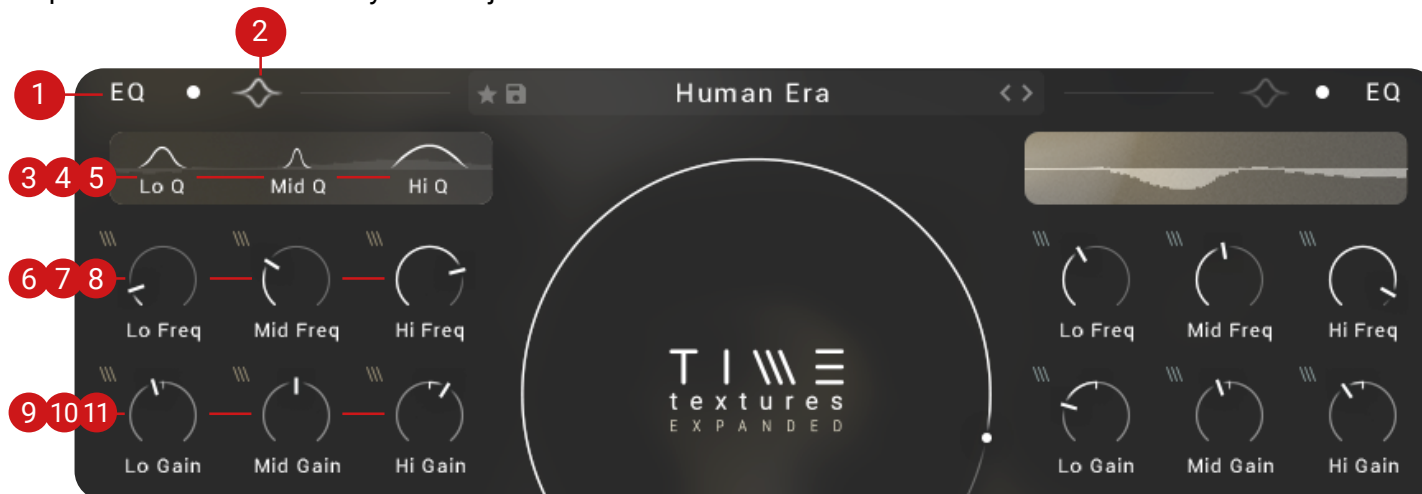 2
1 EQ Human Era EQ
3 4 5 Lo Q Mid Q Hi Q
6 7 8
Lo Freq Mid Freq Hi Freq Lo Freq Mid Freq Hi Freq
TIME
textures
EXPANDED
9 10 11
Lo Gain Mid Gain Hi Gain Lo Gain Mid Gain Hi Gain